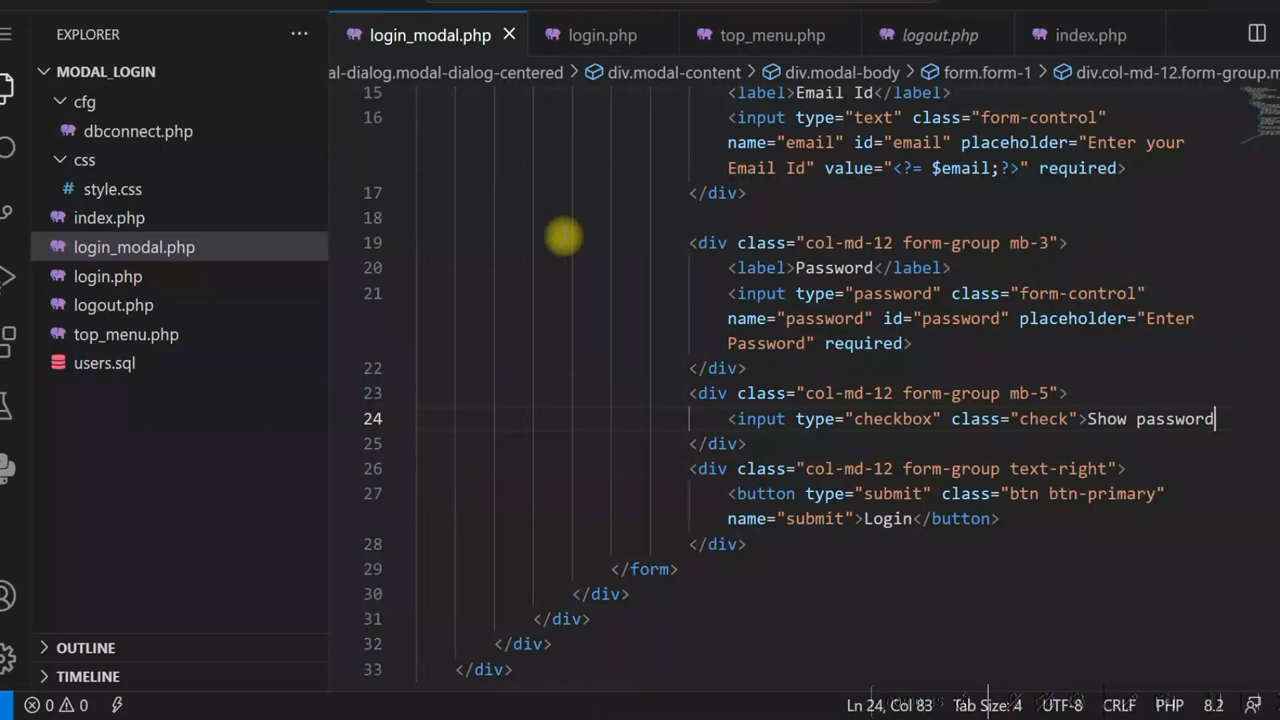 EXPLORER
MODAL_LOGIN
cfg
dbconnect.php
css
style.css
index.php
login_modal.php
login.php
logout.php
top_menu.php
users.sql
OUTLINE
TIMELINE
login_modal.php login.php top_menu.php logout.php index.php
al-dialog.modal-dialog-centered > div.modal-content > div.modal-body > form.form-1 > div.col-md-12.form-group.m
15 <label>Email Id</label>
16 <input type="text" class="form-control"
name="email" id="email" placeholder="Enter your
Email Id" value="<?= $email;?>" required>
17 </div>
18
19 <div class="col-md-12 form-group mb-3">
20 <label>Password</label>
21 <input type="password" class="form-control"
name="password" id="password" placeholder="Enter
Password" required>
22 </div>
23 <div class="col-md-12 form-group mb-5">
24 <input type="checkbox" class="check">Show password
25 </div>
26 <div class="col-md-12 form-group text-right">
27 <button type="submit" class="btn btn-primary"
name="submit">Login</button>
28 </div>
29 </form>
30 </div>
31 </div>
32 </div>
33 </div>
0 0 Ln 24, Col 83 Tab Size: 4 UTF-8 CRLF PHP 8.2